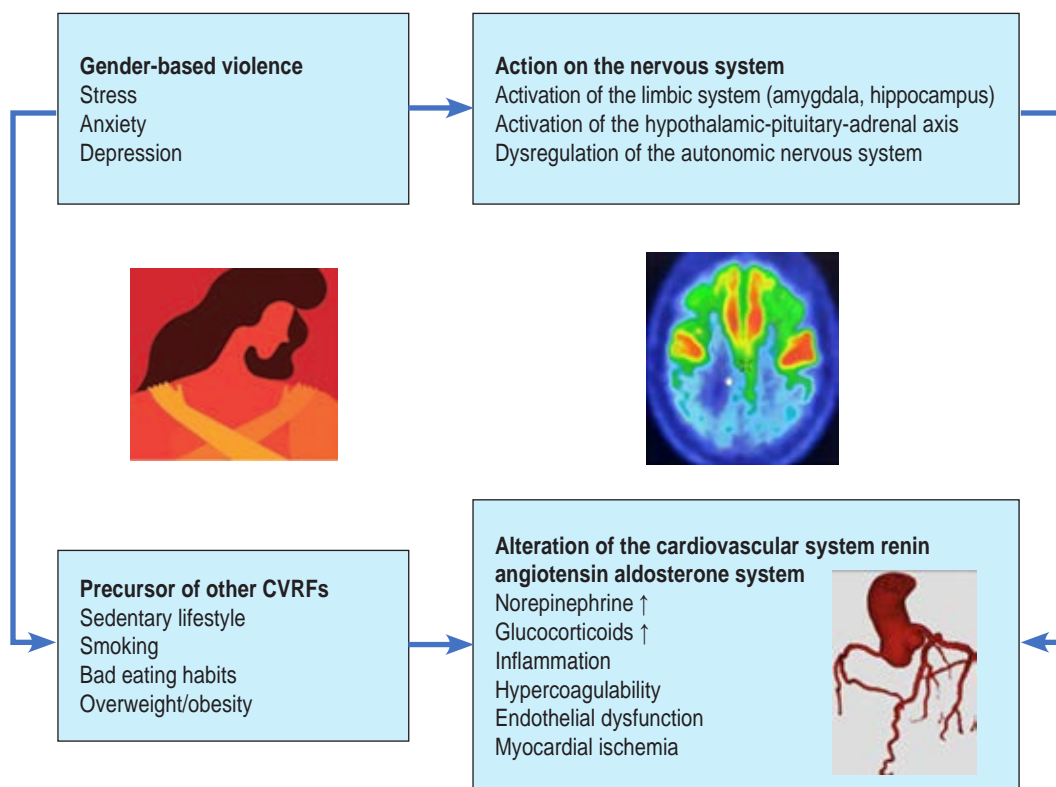 Gender-based violence
Stress
Anxiety
Depression
Action on the nervous system
Activation of the limbic system (amygdala, hippocampus)
Activation of the hypothalamic-pituitary-adrenal axis
Dysregulation of the autonomic nervous system
Precursor of other CVRFs
Sedentary lifestyle
Smoking
Bad eating habits
Overweight/obesity
Alteration of the cardiovascular system renin
angiotensin aldosterone system
Norepinephrine ↑
Glucocorticoids ↑
Inflammation
Hypercoagulability
Endothelial dysfunction
Myocardial ischemia